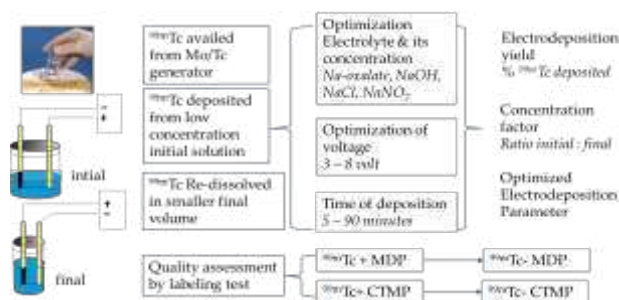 ⁹⁹ᵐTc availed
from Mo/Tc
generator
⁹⁹ᵐTc deposited
from low
concentration
initial solution
⁹⁹ᵐTc Re-dissolved
in smaller final
volume
Optimization
Electrolyte & its
concentration
Na-oxalate, NaOH,
NaCl, NaNO₃
Optimization of
voltage
3 – 8 volt
Time of deposition
5 – 90 minutes
Electrodeposition
yield
% ⁹⁹ᵐTc deposited
Concentration
factor
Ratio initial : final
Optimized
Electrodeposition
Parameter
− 
+
intial
+
−
final
Quality assessment
by labeling test
⁹⁹ᵐTc + MDP
⁹⁹ᵐTc- MDP
⁹⁹ᵐTc+ CTMP
⁹⁹ᵐTc- CTMP